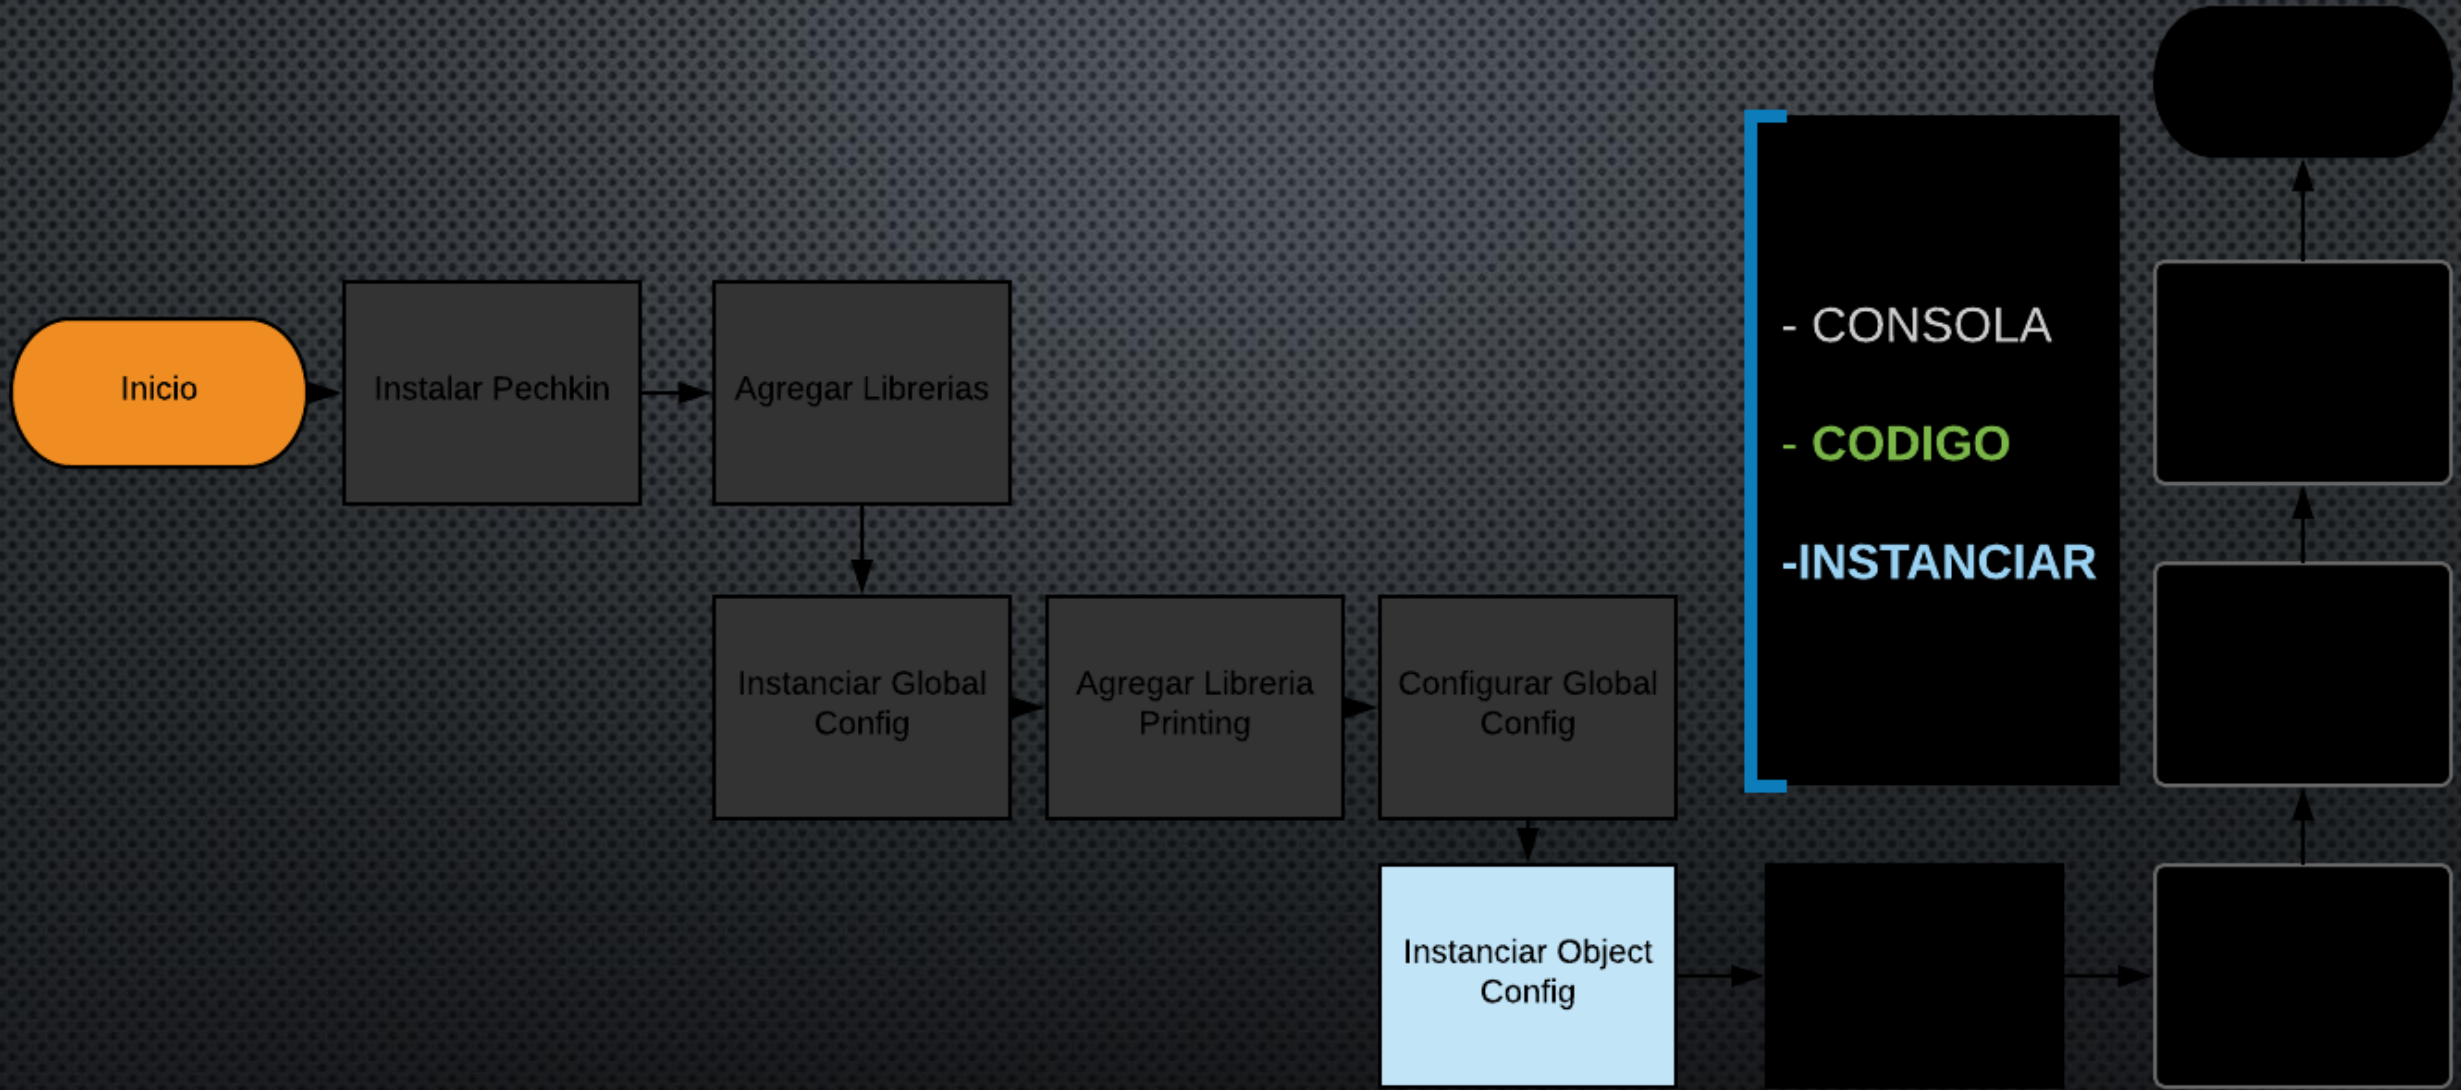 Inicio
Instalar Pechkin
Agregar Librerias
- CONSOLA
- CODIGO
-INSTANCIAR
Instanciar Global
Config
Agregar Libreria
Printing
Configurar Global
Config
Instanciar Object
Config